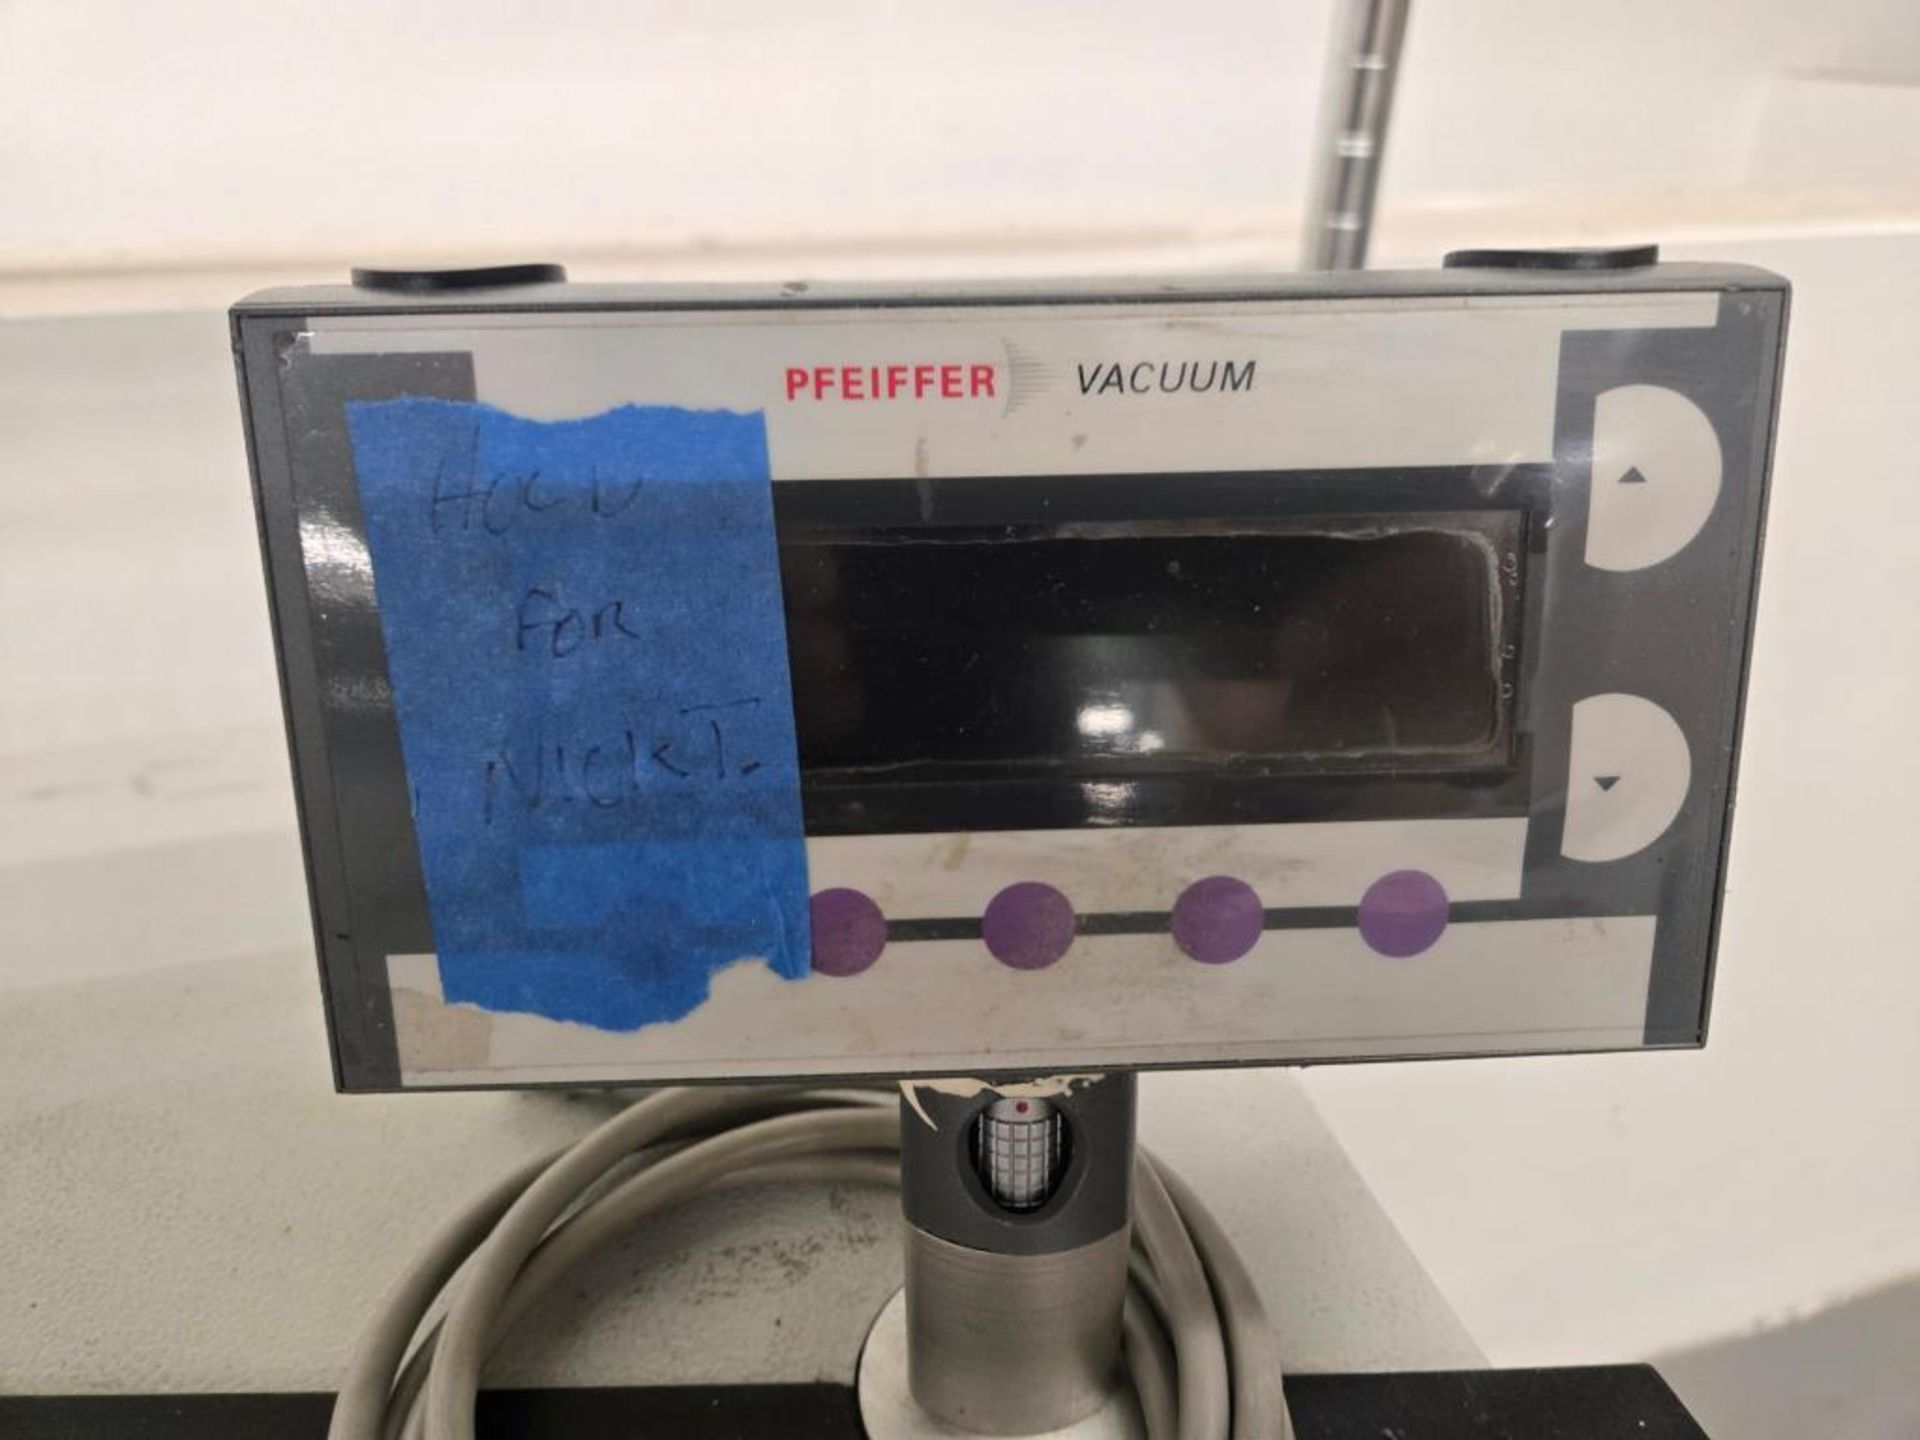 PFEIFFER VACUUM
HOLD
FOR
NICK T.